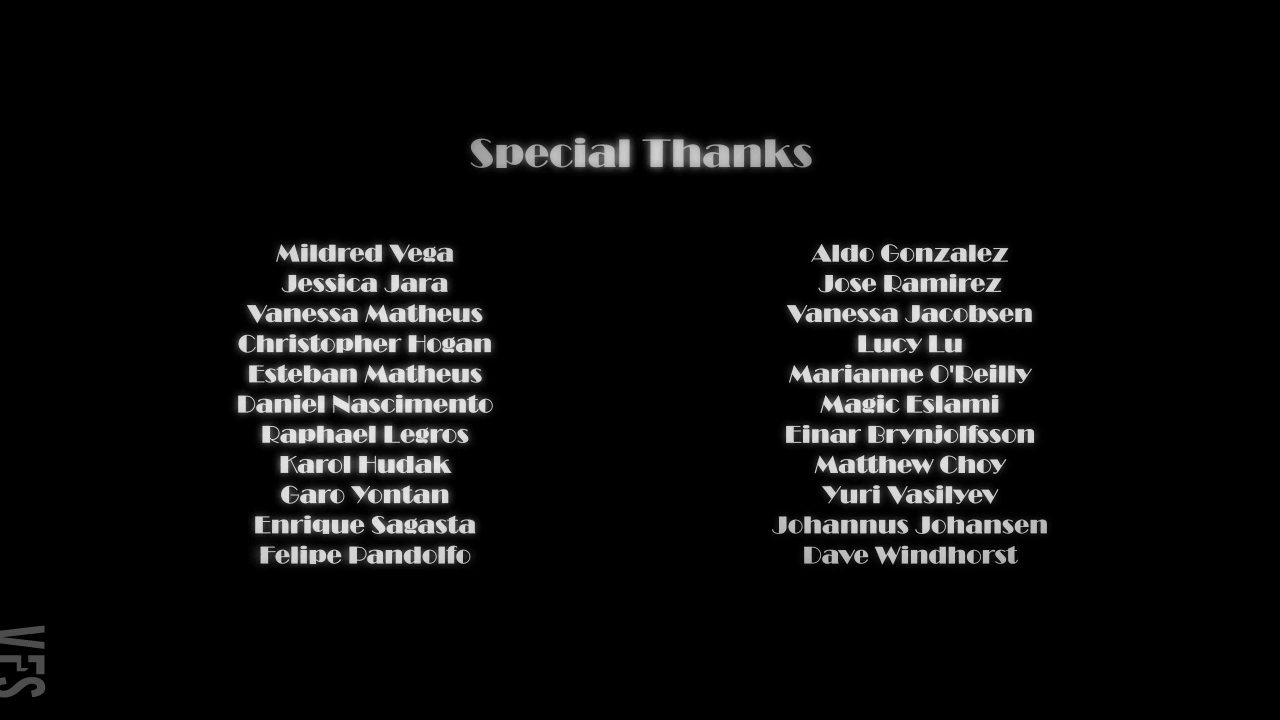 Special Thanks
Mildred Vega
Jessica Jara
Vanessa Matheus
Christopher Hogan
Esteban Matheus
Daniel Nascimento
Raphael Legros
Karol Hudak
Garo Yontan
Enrique Sagasta
Felipe Pandolfo
Aldo Gonzalez
Jose Ramirez
Vanessa Jacobsen
Lucy Lu
Marianne O'Reilly
Magic Eslami
Einar Brynjolfsson
Matthew Choy
Yuri Vasilyev
Johannus Johansen
Dave Windhorst
VFS